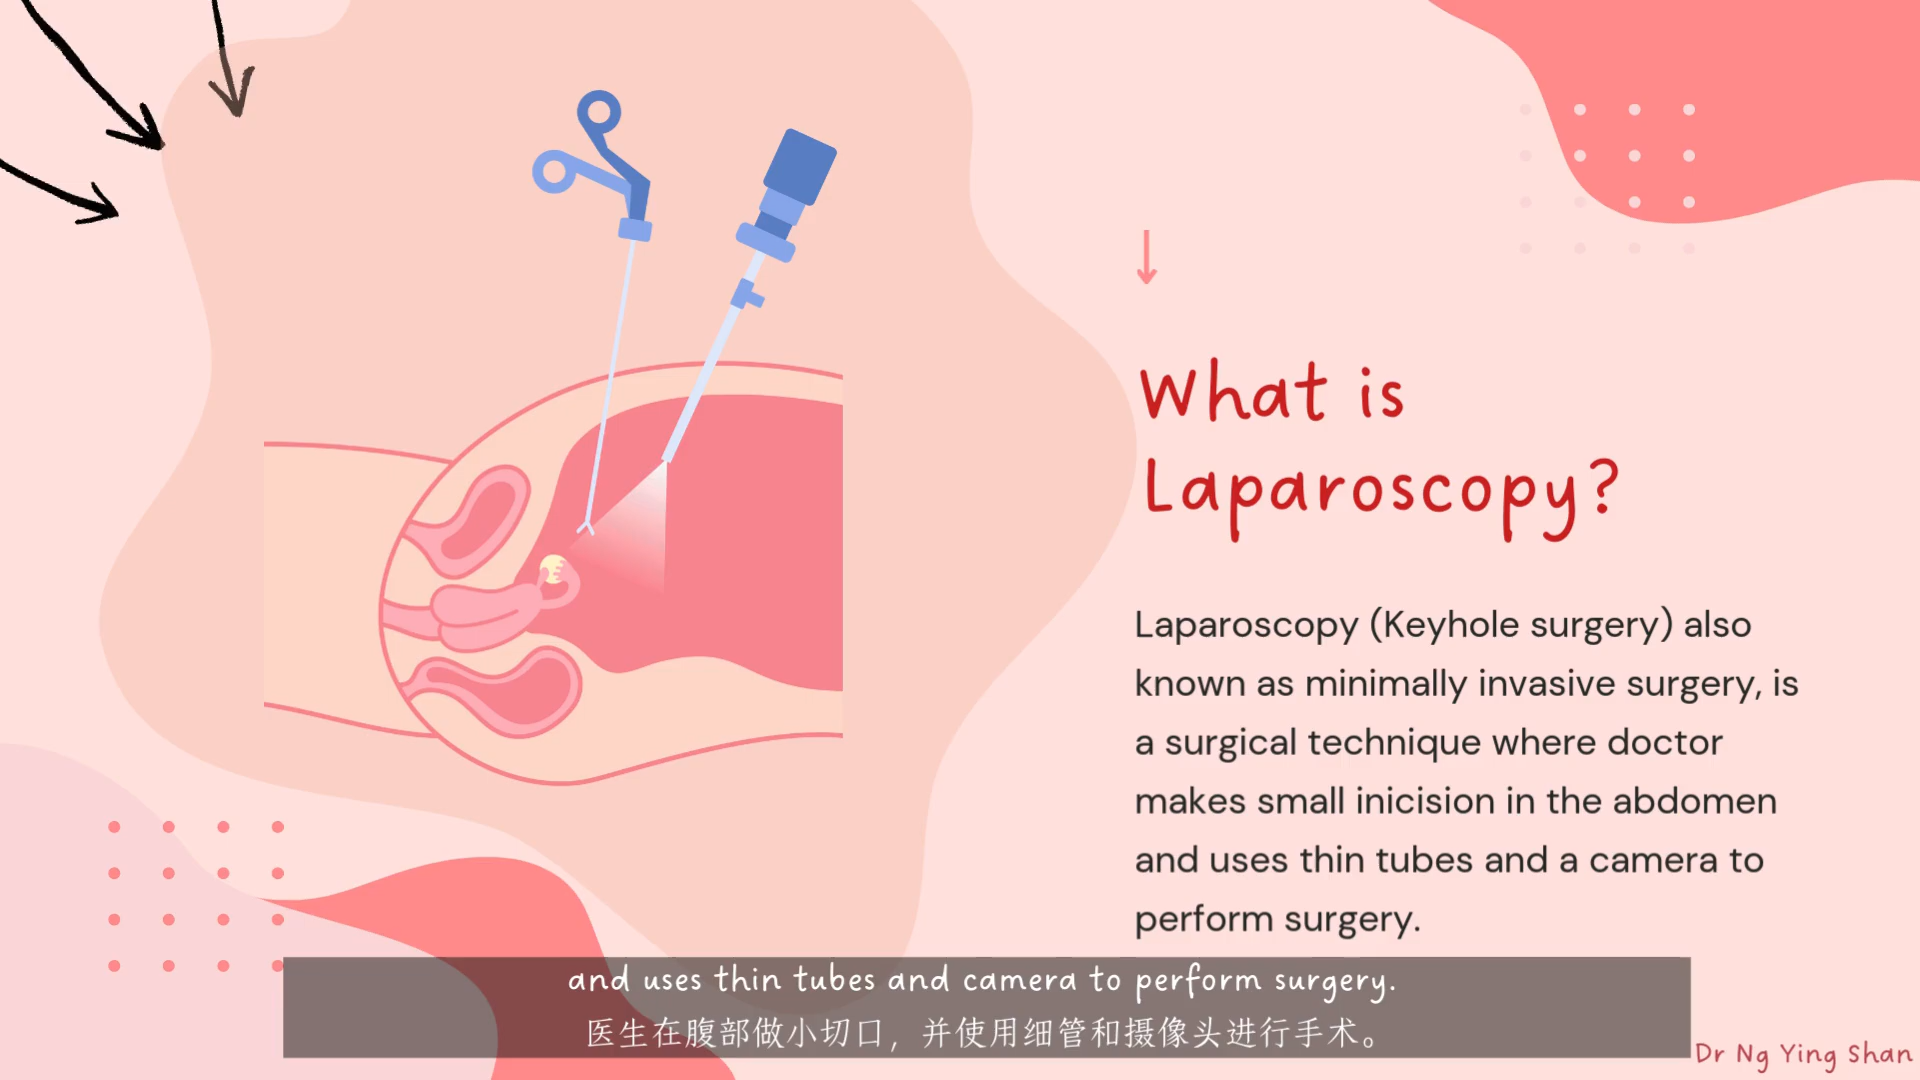 What is
Laparoscopy?
Laparoscopy (Keyhole surgery) also
known as minimally invasive surgery, is
a surgical technique where doctor
makes small inicision in the abdomen
and uses thin tubes and a camera to
perform surgery.
and uses thin tubes and camera to perform surgery.
医生在腹部做小切口，并使用细管和摄像头进行手术。
Dr Ng Ying Shan